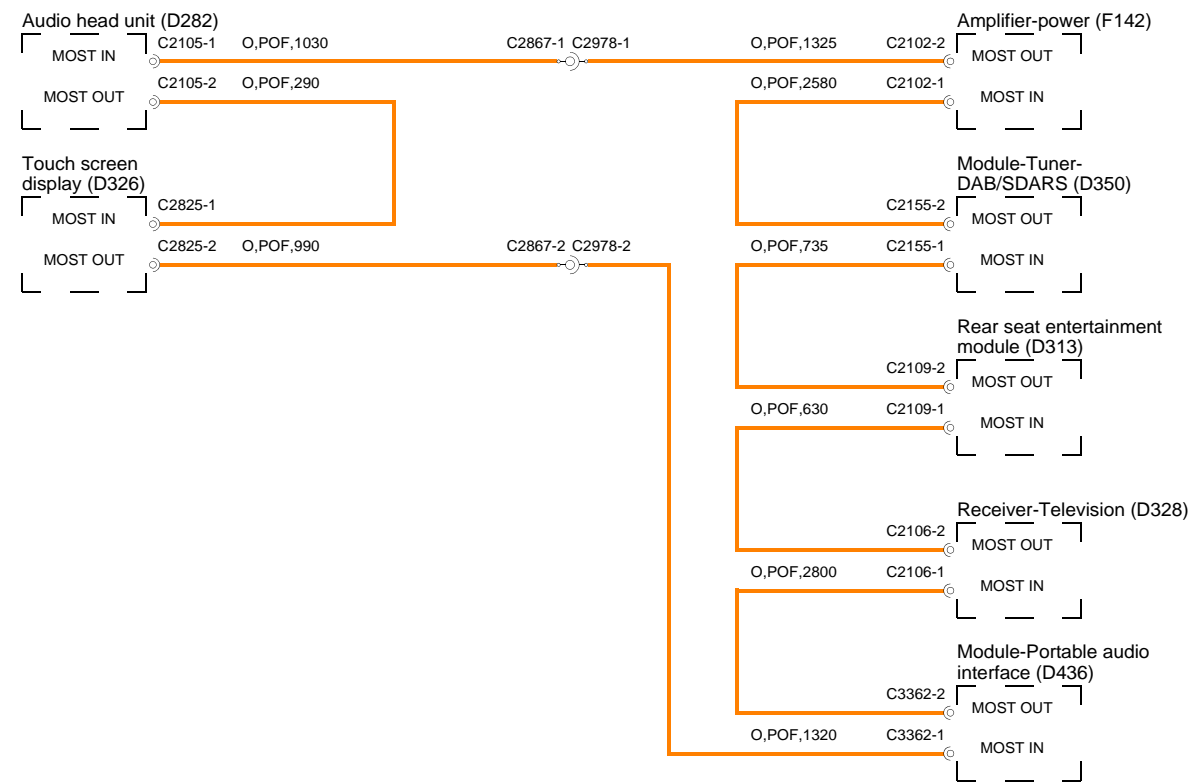 Audio head unit (D282)
MOST IN
C2105-1
O,POF,1030
C2867-1 C2978-1
MOST OUT
C2105-2
O,POF,290
Touch screen
display (D326)
MOST IN
C2825-1
MOST OUT
C2825-2
O,POF,990
C2867-2 C2978-2
Amplifier-power (F142)
O,POF,1325
C2102-2
MOST OUT
O,POF,2580
C2102-1
MOST IN
Module-Tuner-
DAB/SDARS (D350)
C2155-2
MOST OUT
O,POF,735
C2155-1
MOST IN
Rear seat entertainment
module (D313)
C2109-2
MOST OUT
O,POF,630
C2109-1
MOST IN
Receiver-Television (D328)
C2106-2
MOST OUT
O,POF,2800
C2106-1
MOST IN
Module-Portable audio
interface (D436)
C3362-2
MOST OUT
O,POF,1320
C3362-1
MOST IN